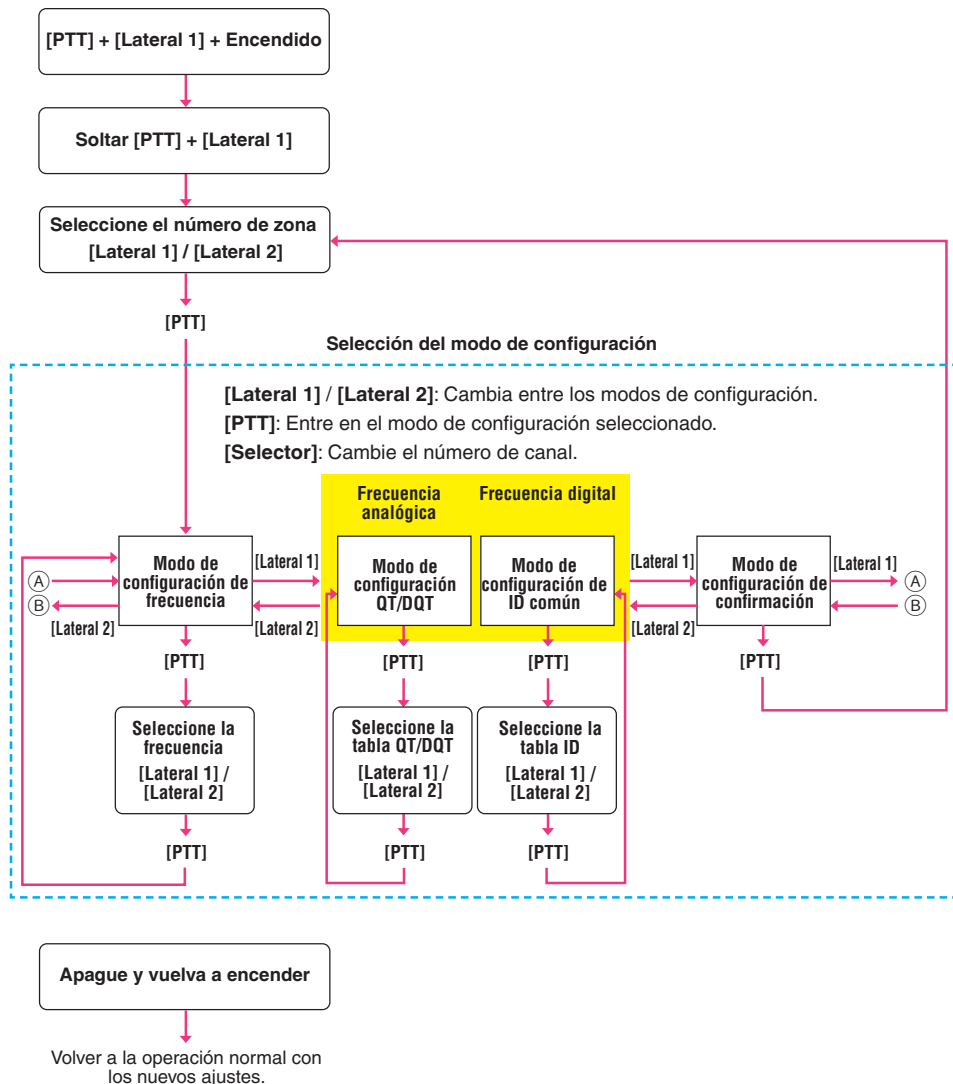 [PTT] + [Lateral 1] + Encendido
Soltar [PTT] + [Lateral 1]
Seleccione el número de zona
[Lateral 1] / [Lateral 2]
[PTT]
Selección del modo de configuración
[Lateral 1] / [Lateral 2]: Cambia entre los modos de configuración.
[PTT]: Entre en el modo de configuración seleccionado.
[Selector]: Cambie el número de canal.
Frecuencia
analógica
Frecuencia digital
A
B
[Lateral 2]
Modo de
configuración de
frecuencia
[Lateral 1]
[Lateral 2]
Modo de
configuración
QT/DQT
Modo de
configuración de
ID común
[Lateral 1]
[Lateral 2]
Modo de
configuración de
confirmación
[Lateral 1]
A
B
[PTT]
[PTT]
[PTT]
[PTT]
Seleccione la
frecuencia
[Lateral 1] /
[Lateral 2]
Seleccione la
tabla QT/DQT
[Lateral 1] /
[Lateral 2]
Seleccione la
tabla ID
[Lateral 1] /
[Lateral 2]
[PTT]
[PTT]
[PTT]
Apague y vuelva a encender
Volver a la operación normal con
los nuevos ajustes.